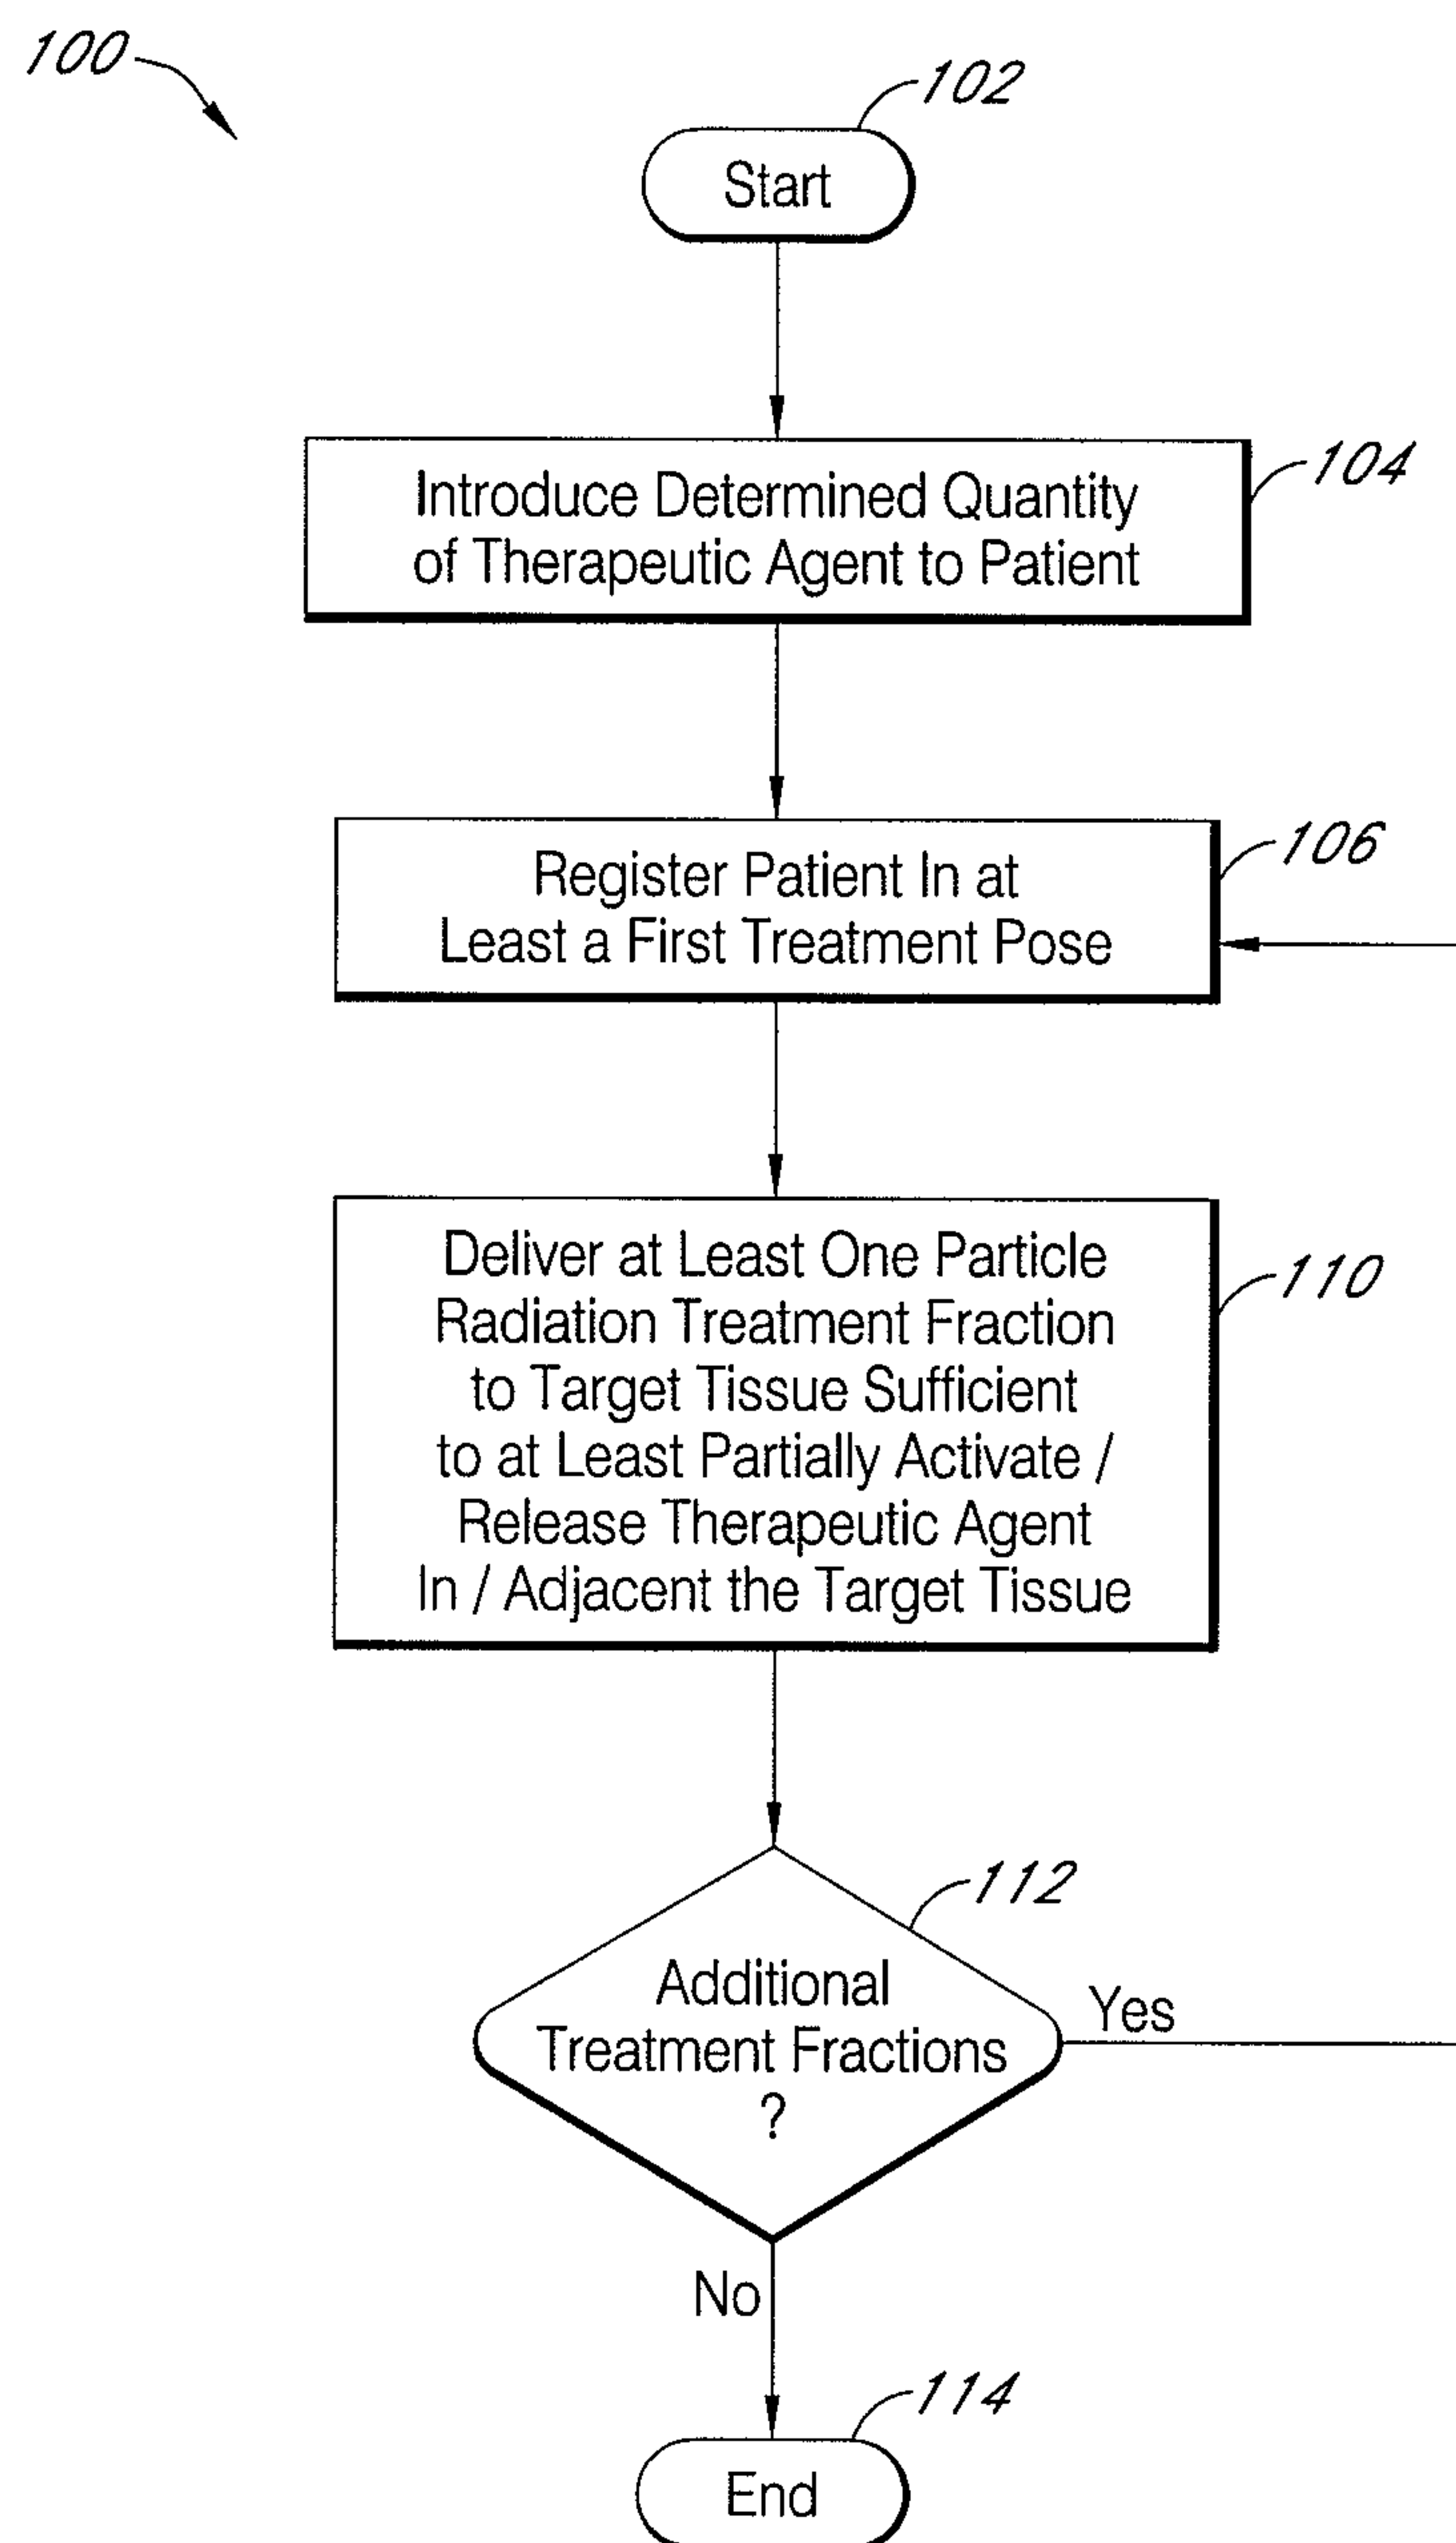 100
102
Start
Introduce Determined Quantity
of Therapeutic Agent to Patient
104
Register Patient In at
Least a First Treatment Pose
106
Deliver at Least One Particle
Radiation Treatment Fraction
to Target Tissue Sufficient
to at Least Partially Activate /
Release Therapeutic Agent
In / Adjacent the Target Tissue
110
112
Additional
Treatment Fractions
?
Yes
No
114
End